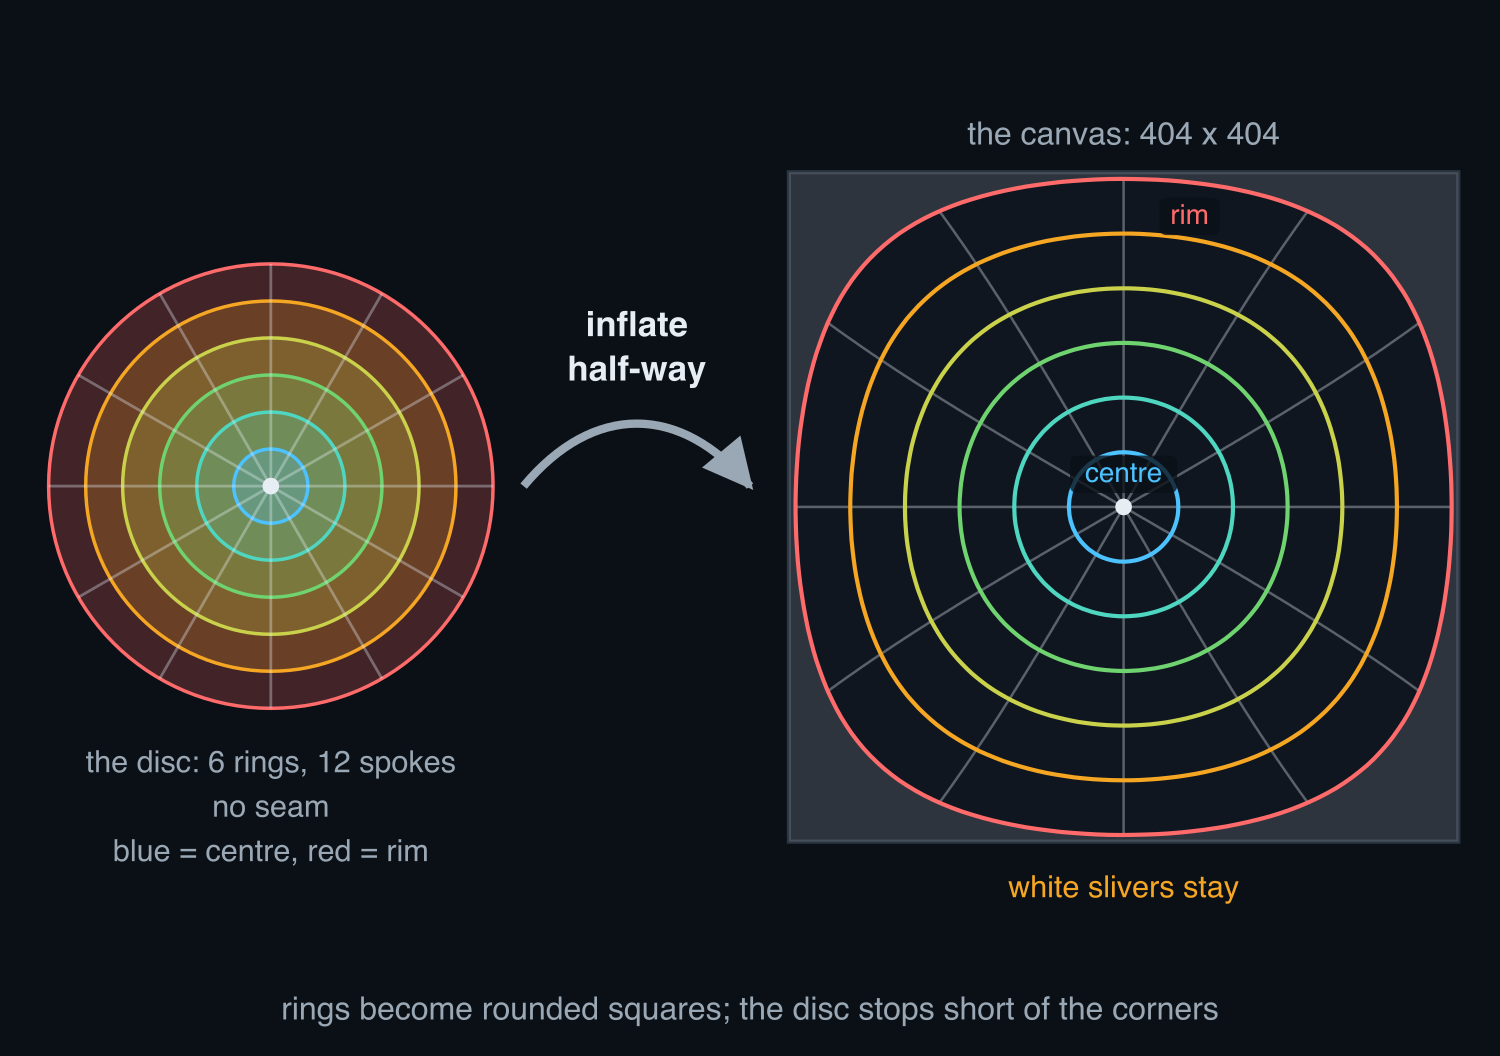 the canvas: 404 x 404
rim
inflate
half-way
centre
the disc: 6 rings, 12 spokes
no seam
blue = centre, red = rim
white slivers stay
rings become rounded squares; the disc stops short of the corners